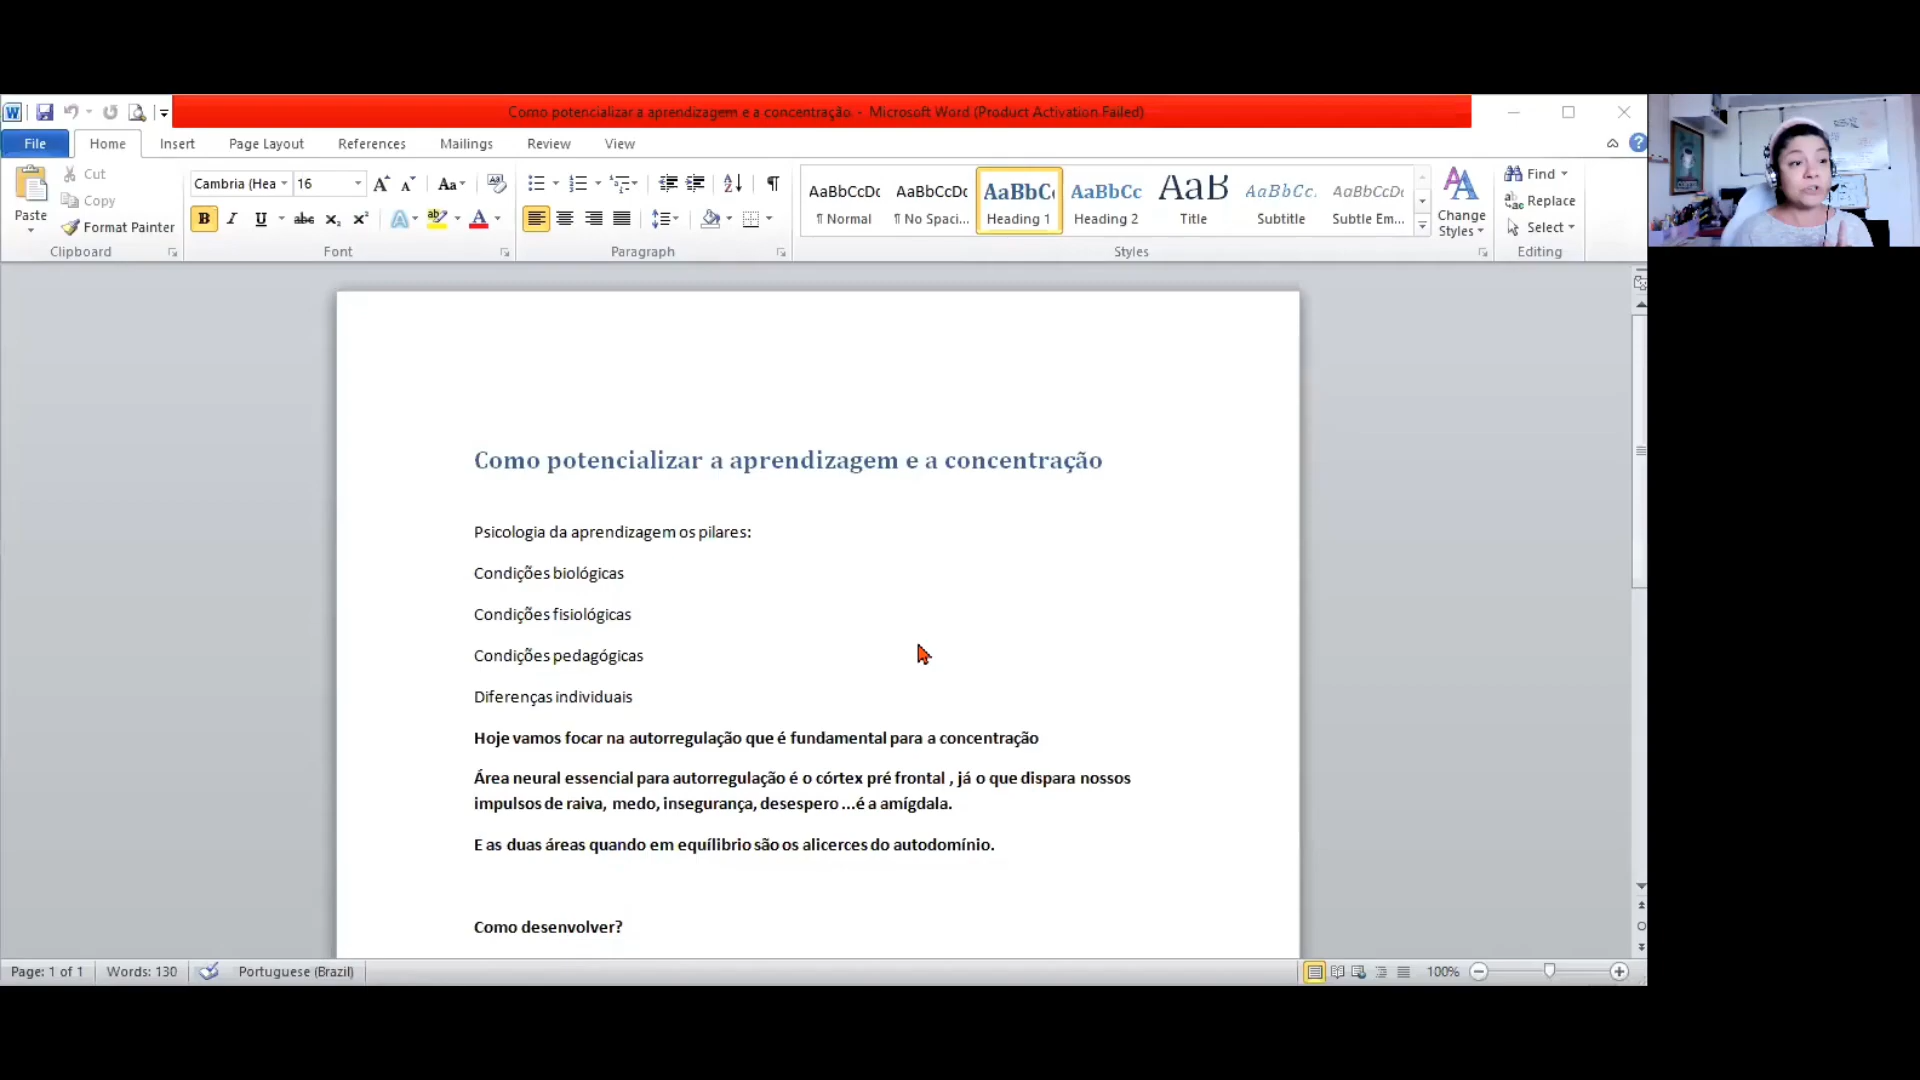 Como potencializar a aprendizagem e a concentração - Microsoft Word (Product Activation Failed)
File Home Insert Page Layout References Mailings Review View
Paste
Cut
Copy
Format Painter
Clipboard
Cambria (Hea 16
Font
Paragraph
AaBbCcDc AaBbCcDc AaBbC AaBbCc AaB AaBbCc. AaBbCcDc
¶ Normal ¶ No Spaci... Heading 1 Heading 2 Title Subtitle Subtle Em...
Change
Styles
Styles
Find
Replace
Select
Editing
Como potencializar a aprendizagem e a concentração
Psicologia da aprendizagem os pilares:
Condições biológicas
Condições fisiológicas
Condições pedagógicas
Diferenças individuais
Hoje vamos focar na autorregulação que é fundamental para a concentração
Área neural essencial para autorregulação é o córtex pré frontal , já o que dispara nossos
impulsos de raiva, medo, insegurança, desespero ...é a amígdala.
E as duas áreas quando em equílibrio são os alicerces do autodomínio.
Como desenvolver?
Page: 1 of 1 Words: 130 Portuguese (Brazil) 100%